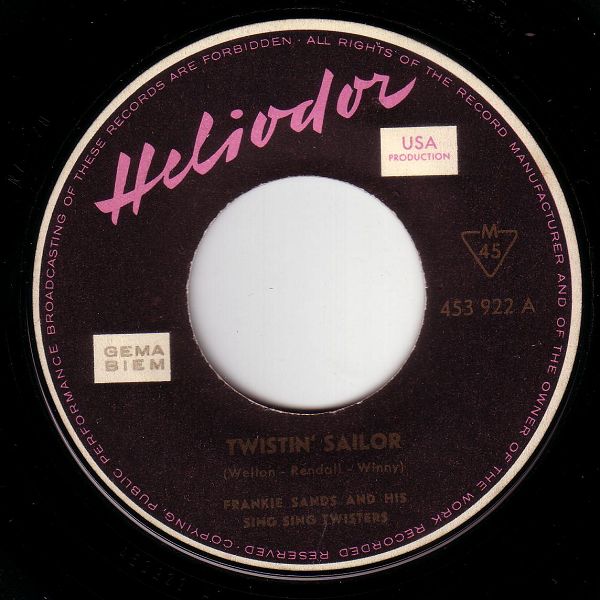 Heliodor
USA
PRODUCTION
M
45
453 922 A
GEMA
BIEM
TWISTIN' SAILOR
(Welton - Rendall - Winny)
FRANKIE SANDS AND HIS
SING SING TWISTERS
ALL RIGHTS OF THE RECORD MANUFACTURER AND OF THE OWNER OF THE WORK RECORDED RESERVED · COPYING, PUBLIC PERFORMANCE, BROADCASTING OF THESE RECORDS ARE FORBIDDEN ·